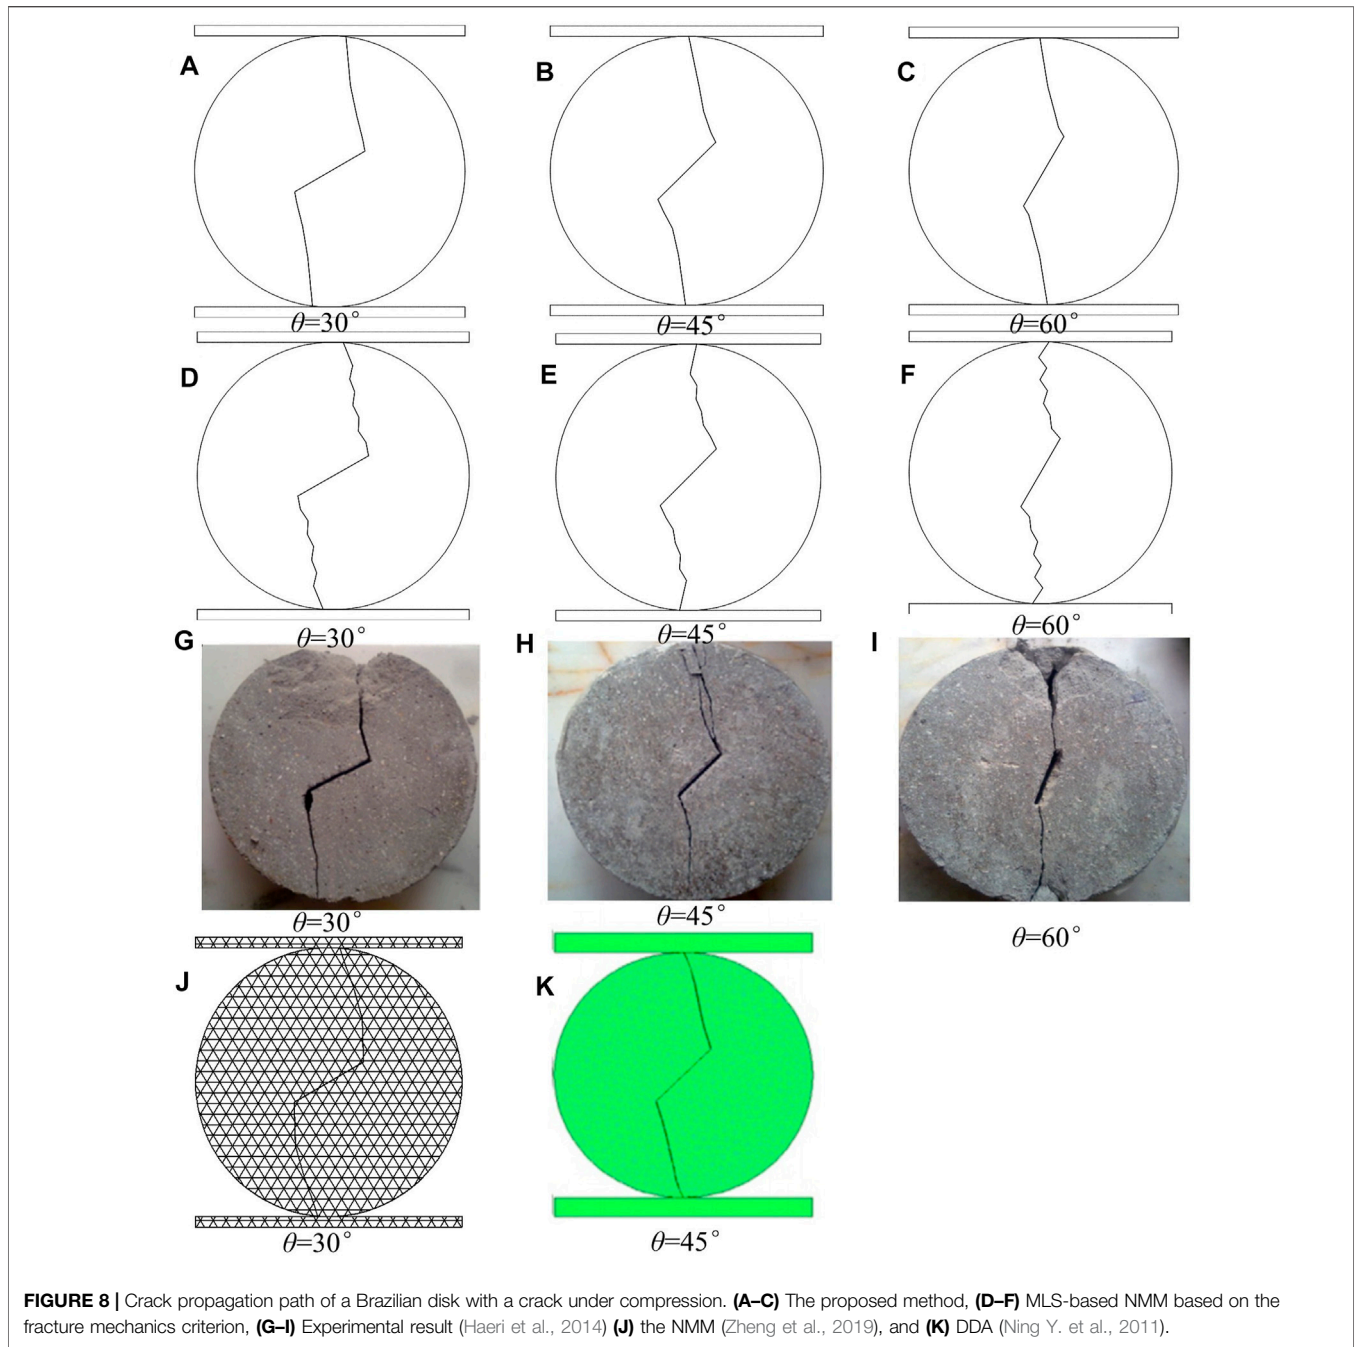 A
B
C
θ=30°
θ=45°
θ=60°
D
E
F
θ=30°
θ=45°
θ=60°
G
H
I
θ=30°
θ=45°
θ=60°
J
K
θ=30°
θ=45°
FIGURE 8 | Crack propagation path of a Brazilian disk with a crack under compression. (A–C) The proposed method, (D–F) MLS-based NMM based on the
fracture mechanics criterion, (G–I) Experimental result (Haeri et al., 2014) (J) the NMM (Zheng et al., 2019), and (K) DDA (Ning Y. et al., 2011).